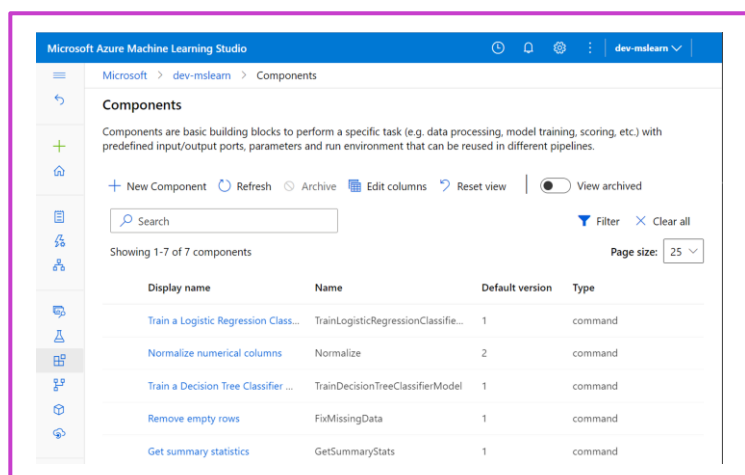 Microsoft Azure Machine Learning Studio dev-mslearn
Microsoft > dev-mslearn > Components
Components
Components are basic building blocks to perform a specific task (e.g. data processing, model training, scoring, etc.) with
predefined input/output ports, parameters and run environment that can be reused in different pipelines.
New Component Refresh Archive Edit columns Reset view View archived
Search Filter Clear all
Showing 1-7 of 7 components Page size: 25
Display name Name Default version Type
Train a Logistic Regression Class... TrainLogisticRegressionClassifie... 1 command
Normalize numerical columns Normalize 2 command
Train a Decision Tree Classifier ... TrainDecisionTreeClassifierModel 1 command
Remove empty rows FixMissingData 1 command
Get summary statistics GetSummaryStats 1 command